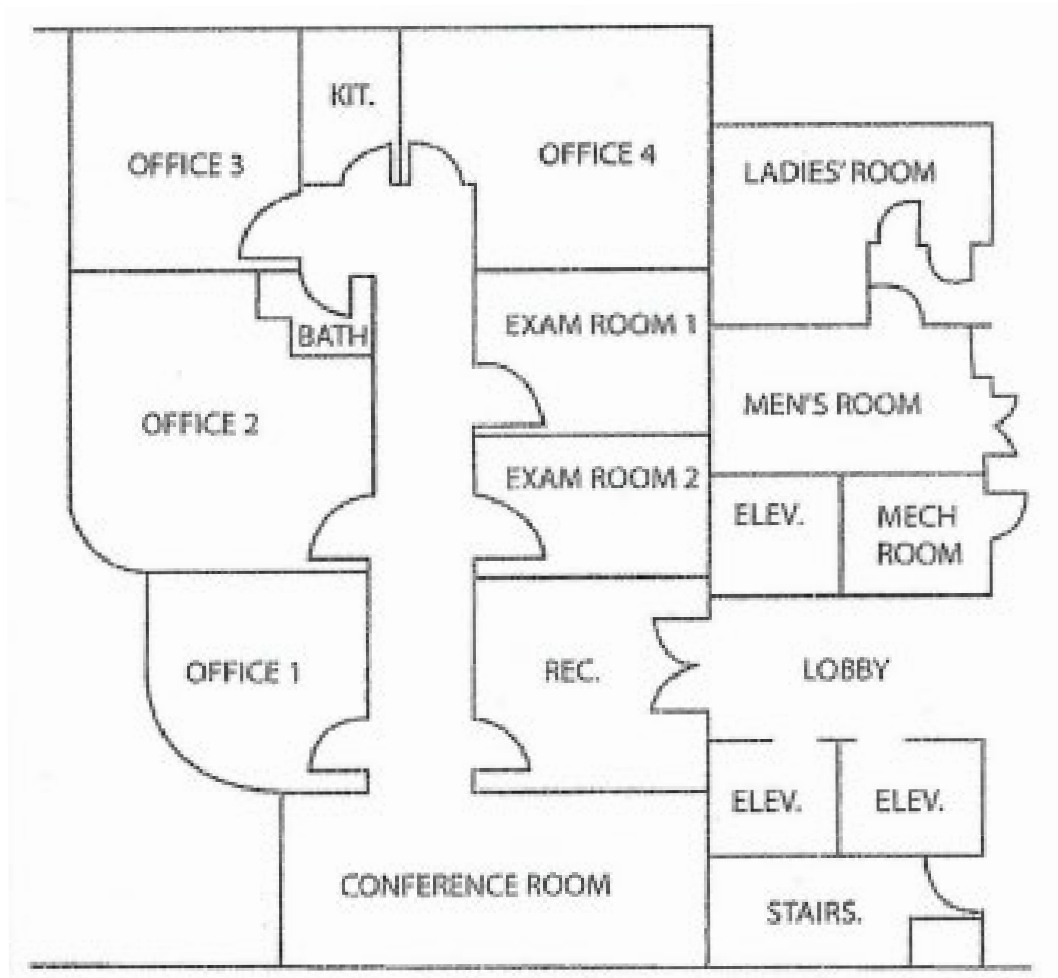 KIT.
OFFICE 3
OFFICE 4
LADIES' ROOM
EXAM ROOM 1
BATH
OFFICE 2
MEN'S ROOM
EXAM ROOM 2
ELEV.
MECH
ROOM
OFFICE 1
REC.
LOBBY
ELEV.
ELEV.
CONFERENCE ROOM
STAIRS.